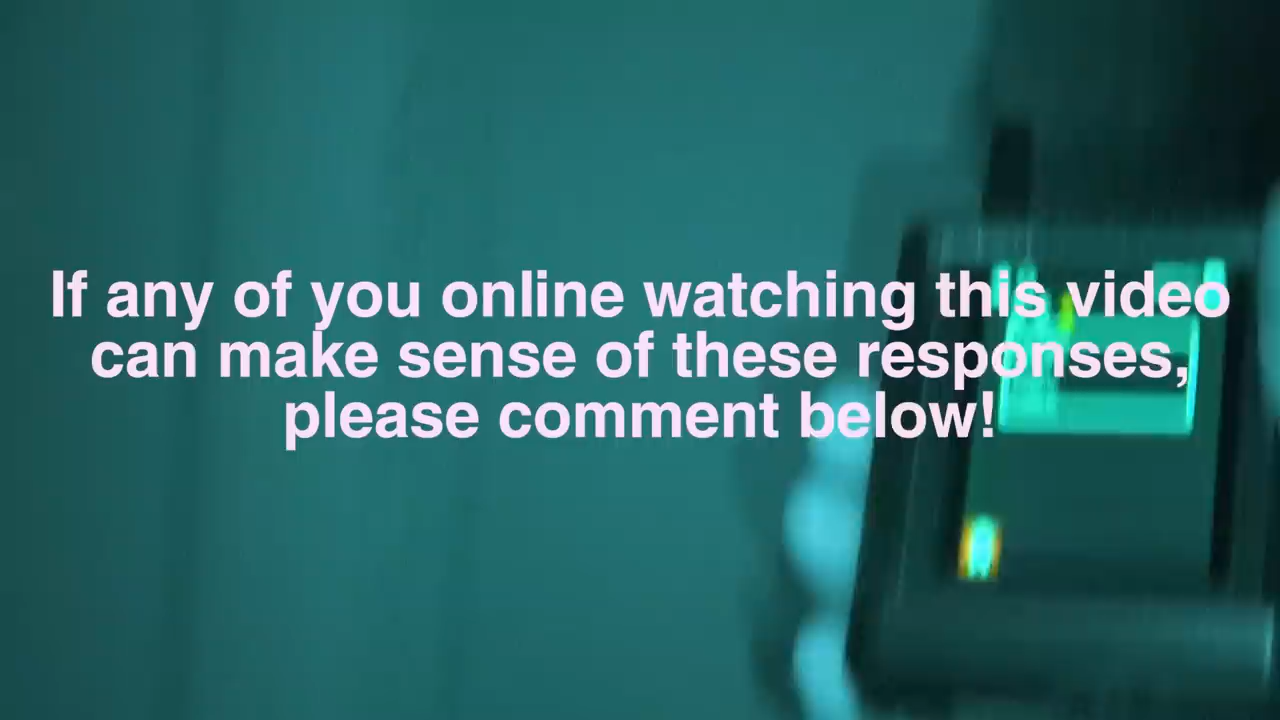 If any of you online watching this video
can make sense of these responses,
please comment below!